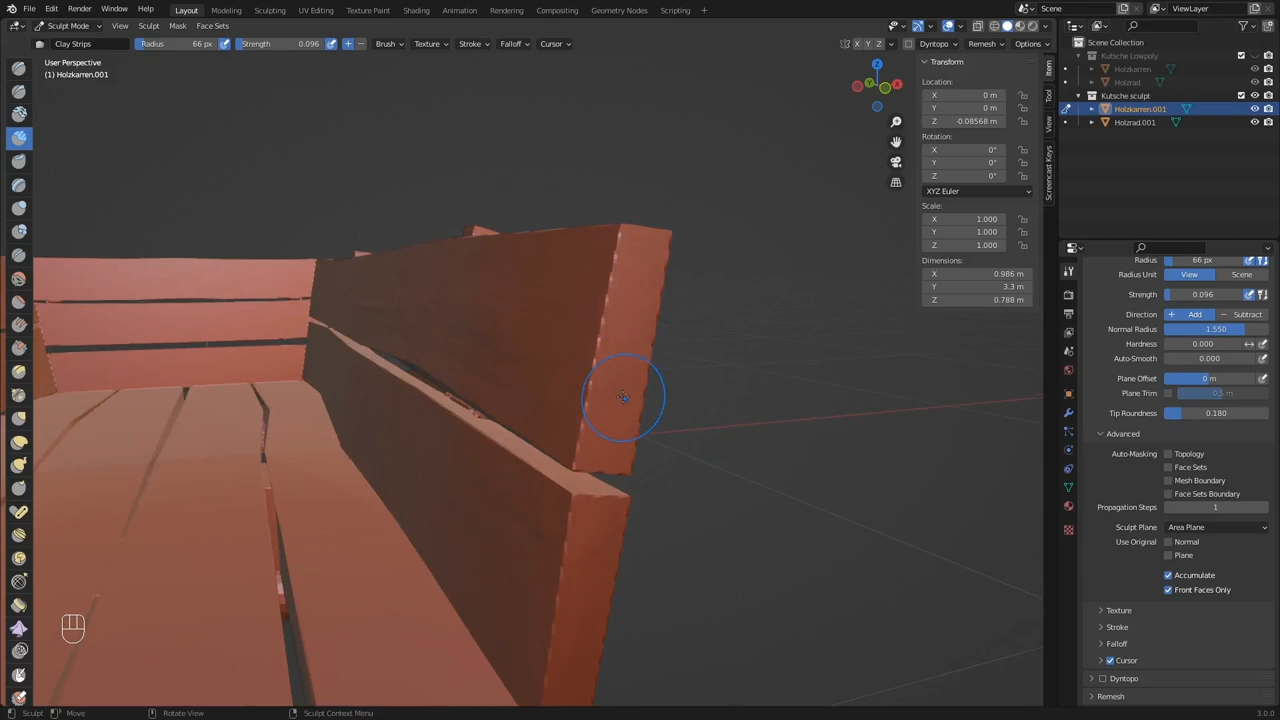 File Edit Render Window Help Layout Modeling Sculpting UV Editing Texture Paint Shading Animation Rendering Compositing Geometry Nodes Scripting + Scene ViewLayer
Sculpt Mode View Sculpt Mask Face Sets
Clay Strips Radius 66 px Strength 0.096 Brush Texture Stroke Falloff Cursor X Y Z Dyntopo Remesh Options
User Perspective
(1) Holzkarren.001
Transform
Location:
X 0 m
Y 0 m
Z -0.08568 m
Rotation:
X 0°
Y 0°
Z 0°
XYZ Euler
Scale:
X 1.000
Y 1.000
Z 1.000
Dimensions:
X 0.986 m
Y 3.3 m
Z 0.788 m
Item
Tool
View
Screencast Keys
Scene Collection
Kutsche Lowpoly
Holzkarren
Holzrad
Kutsche sculpt
Holzkarren.001
Holzrad.001
Radius 66 px
Radius Unit View Scene
Strength 0.096
Direction + Add − Subtract
Normal Radius 1.550
Hardness 0.000
Auto-Smooth 0.000
Plane Offset 0 m
Plane Trim 0.5 m
Tip Roundness 0.180
Advanced
Auto-Masking Topology
Face Sets
Mesh Boundary
Face Sets Boundary
Propagation Steps 1
Sculpt Plane Area Plane
Use Original Normal
Plane
Accumulate
Front Faces Only
Texture
Stroke
Falloff
Cursor
Dyntopo
Remesh
Sculpt Move Rotate View Sculpt Context Menu 3.0.0